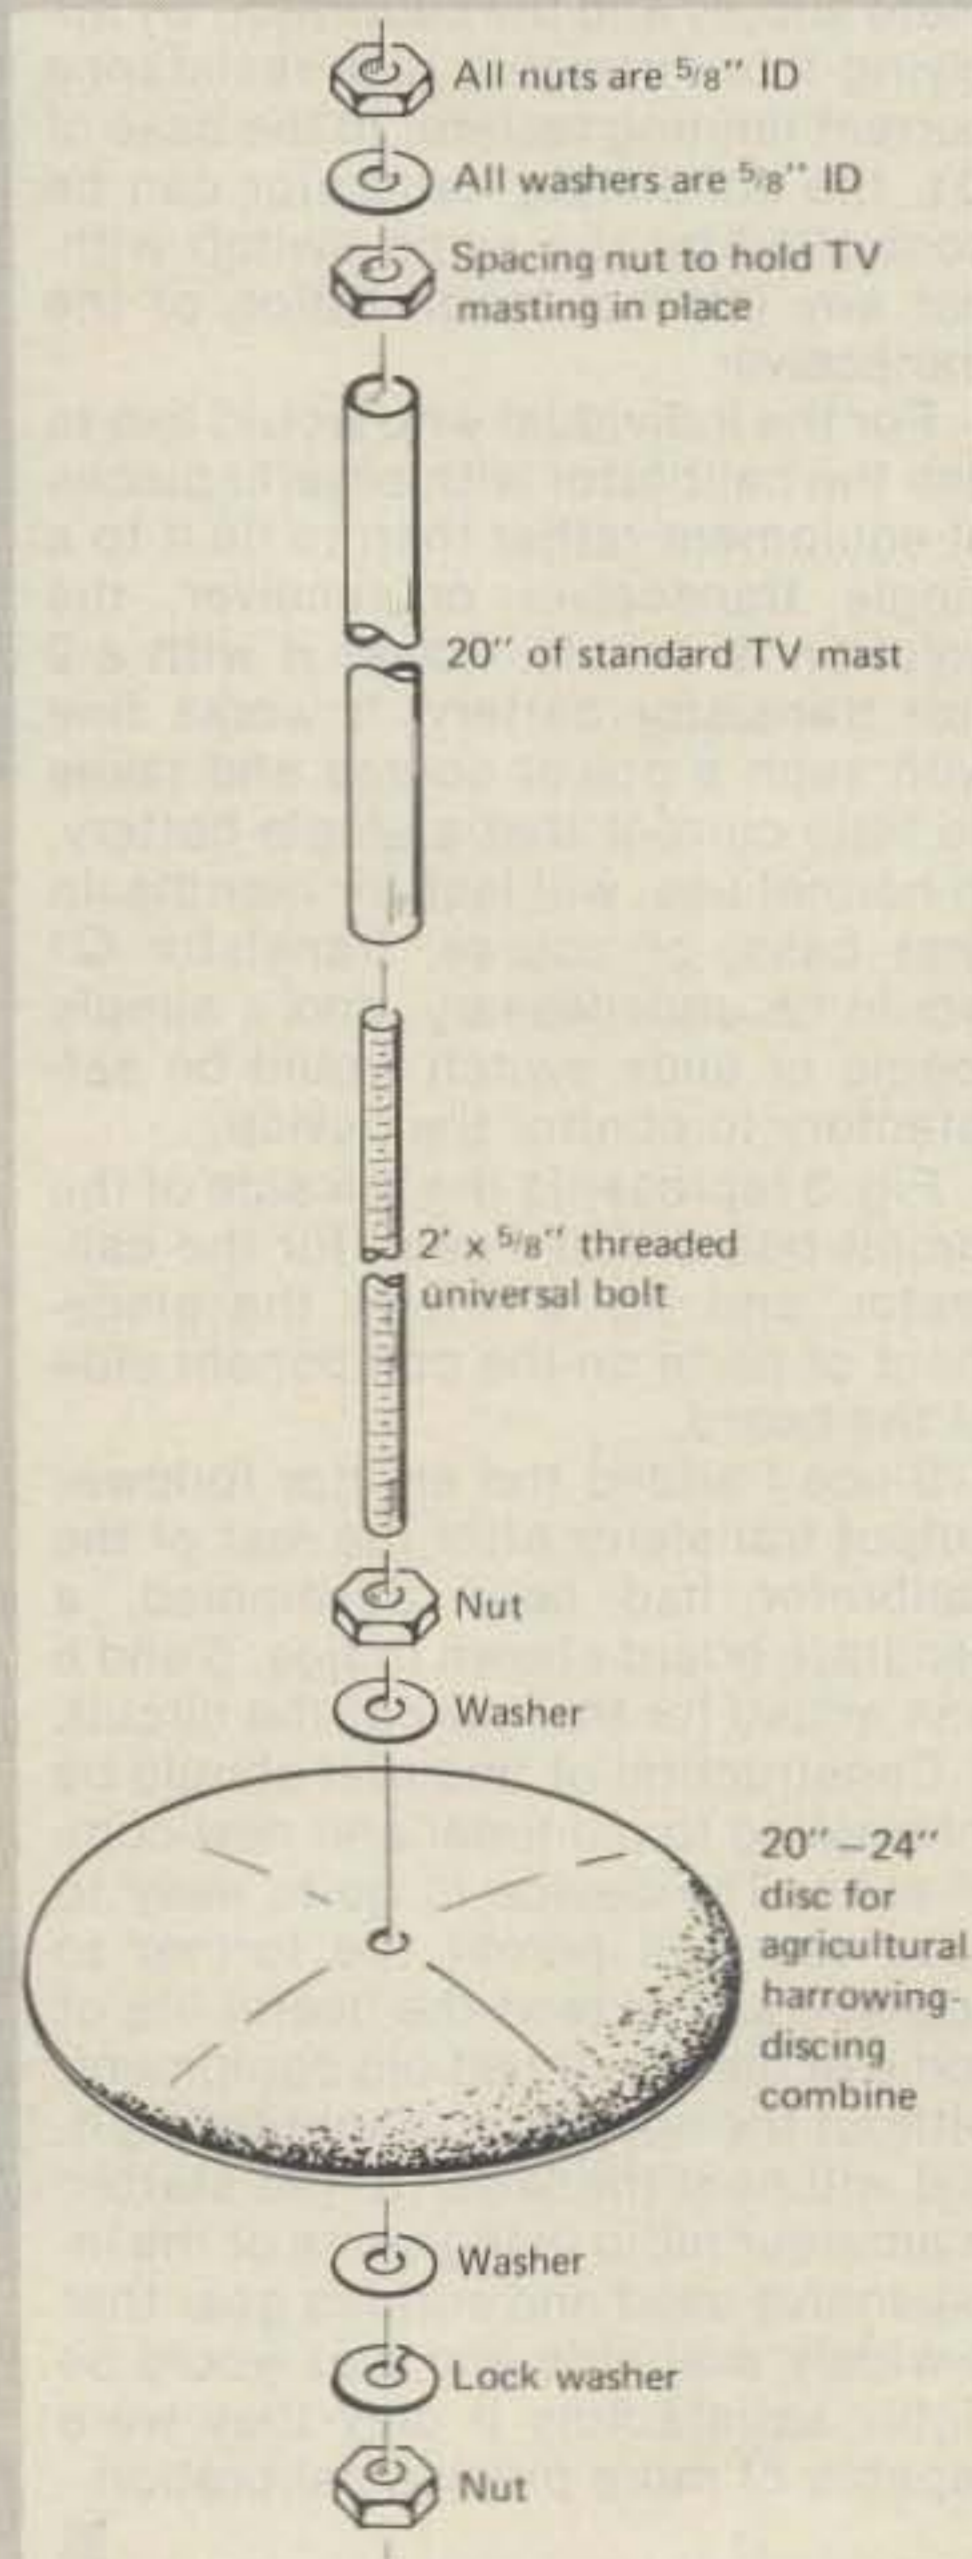 All nuts are 5/8" ID
All washers are 5/8" ID
Spacing nut to hold TV
masting in place
20" of standard TV mast
2' x 5/8" threaded
universal bolt
Nut
Washer
20"–24"
disc for
agricultural
harrowing-
discing
combine
Washer
Lock washer
Nut